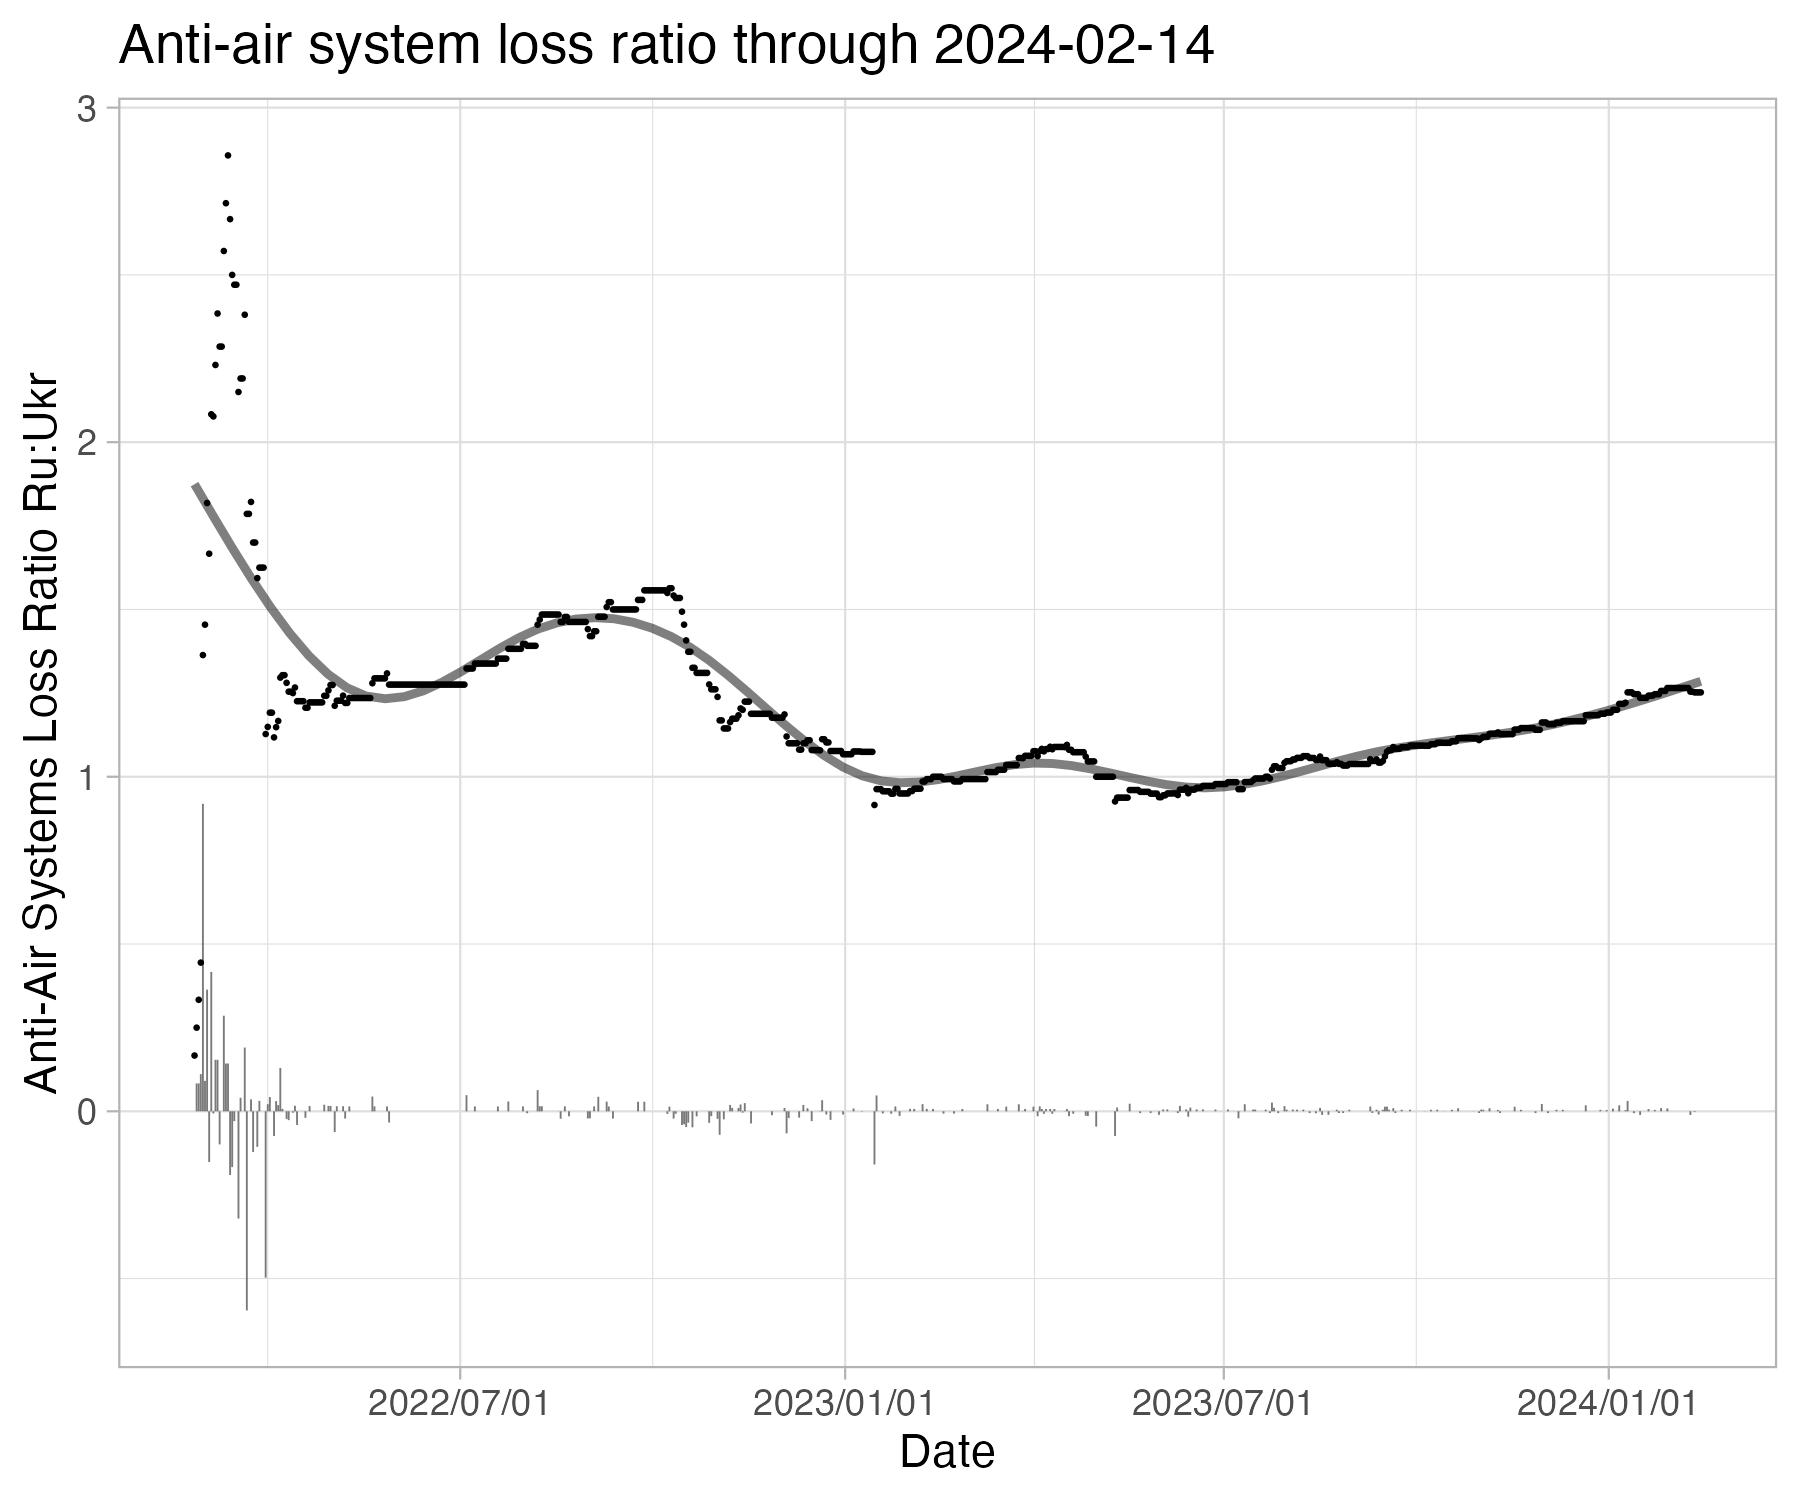 Anti-air system loss ratio through 2024-02-14
Anti-Air Systems Loss Ratio Ru:Ukr
3
2
1
0
2022/07/01
2023/01/01
2023/07/01
2024/01/01
Date